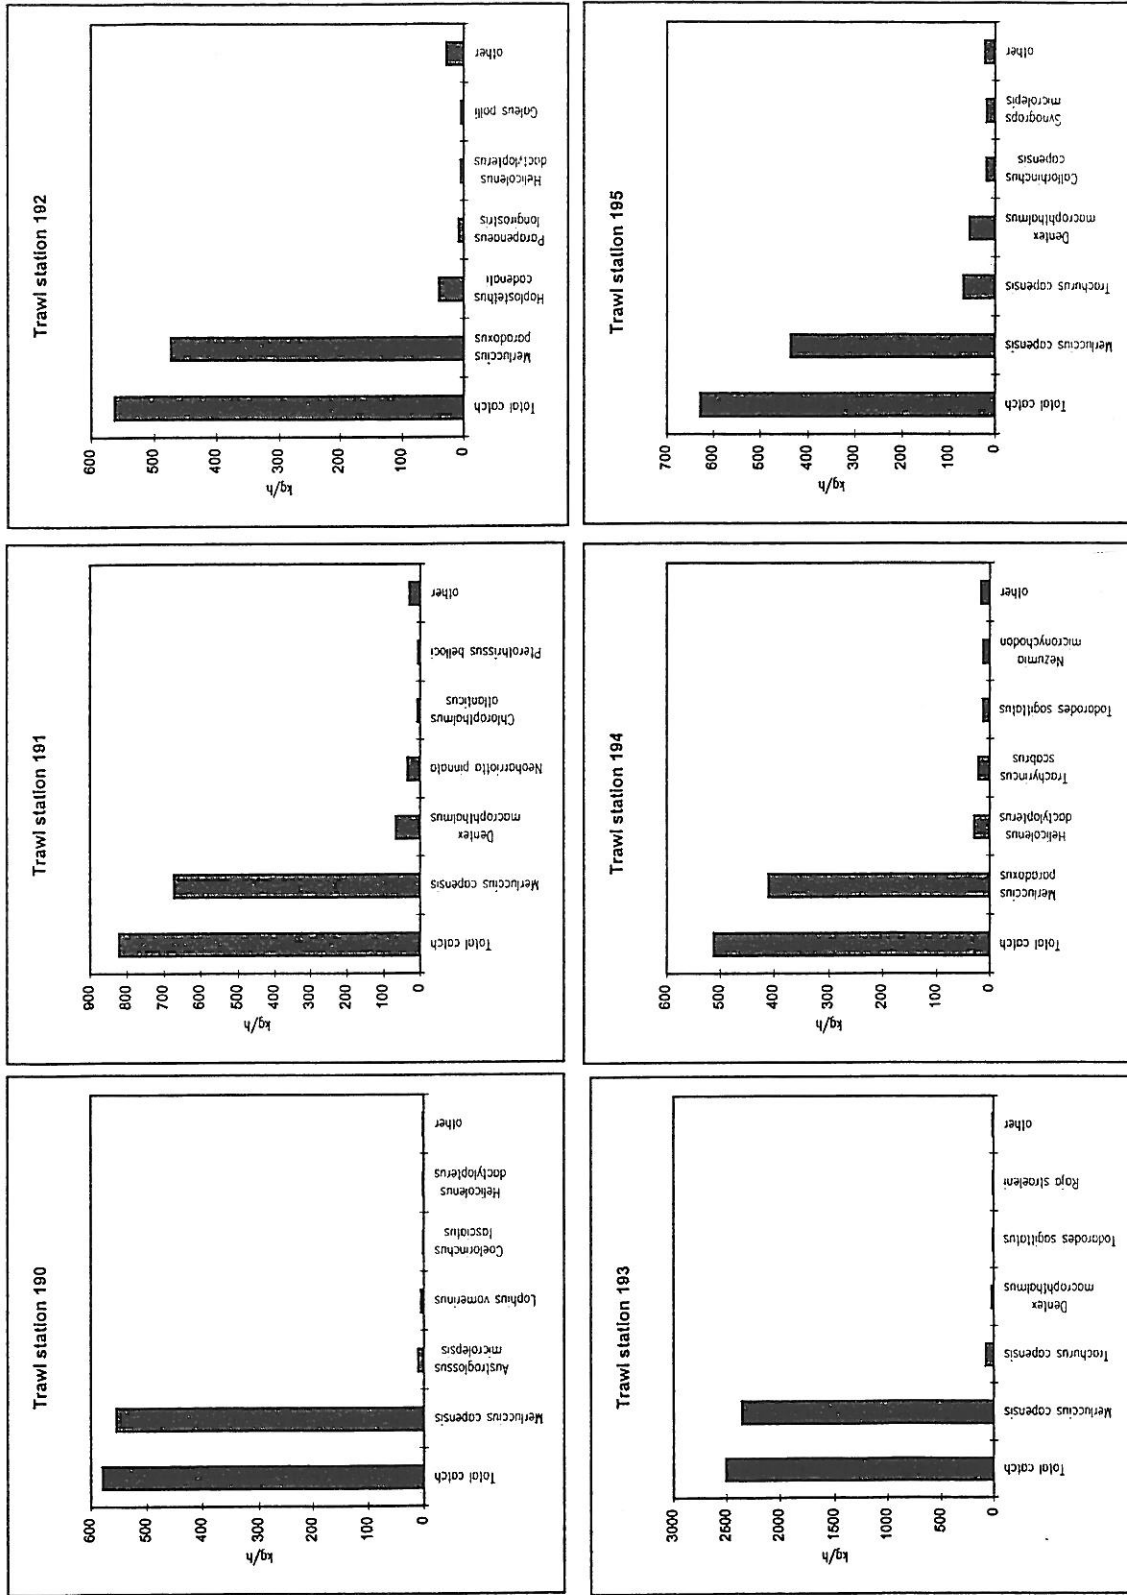 Trawl station 190
600
500
400
300
200
100
0
kg/h
Total catch
Merluccius capensis
Austroglossus
microlepsis
Lophius vomerinus
Coelorinchus
fasciatus
Helicolenus
dactylopterus
other
Trawl station 191
900
800
700
600
500
400
300
200
100
0
kg/h
Total catch
Merluccius capensis
Dentex
macrophthalmus
Neoharriotta pinnata
Chloropthalmus
atlanticus
Pterothrissus belloci
other
Trawl station 192
600
500
400
300
200
100
0
kg/h
Total catch
Merluccius
paradoxus
Hoplostethus
cadenati
Parapenaeus
longirostris
Helicolenus
dactylopterus
Galeus polli
other
Trawl station 193
3000
2500
2000
1500
1000
500
0
kg/h
Total catch
Merluccius capensis
Trachurus capensis
Dentex
macrophthalmus
Todarodes sagittatus
Raja straeleni
other
Trawl station 194
600
500
400
300
200
100
0
kg/h
Total catch
Merluccius
paradoxus
Helicolenus
dactylopterus
Trachyrincus
scabrus
Todarodes sagittatus
Nezumia
micronychodon
other
Trawl station 195
700
600
500
400
300
200
100
0
kg/h
Total catch
Merluccius capensis
Trachurus capensis
Dentex
macrophthalmus
Callorhinchus
capensis
Synagrops
microlepis
other